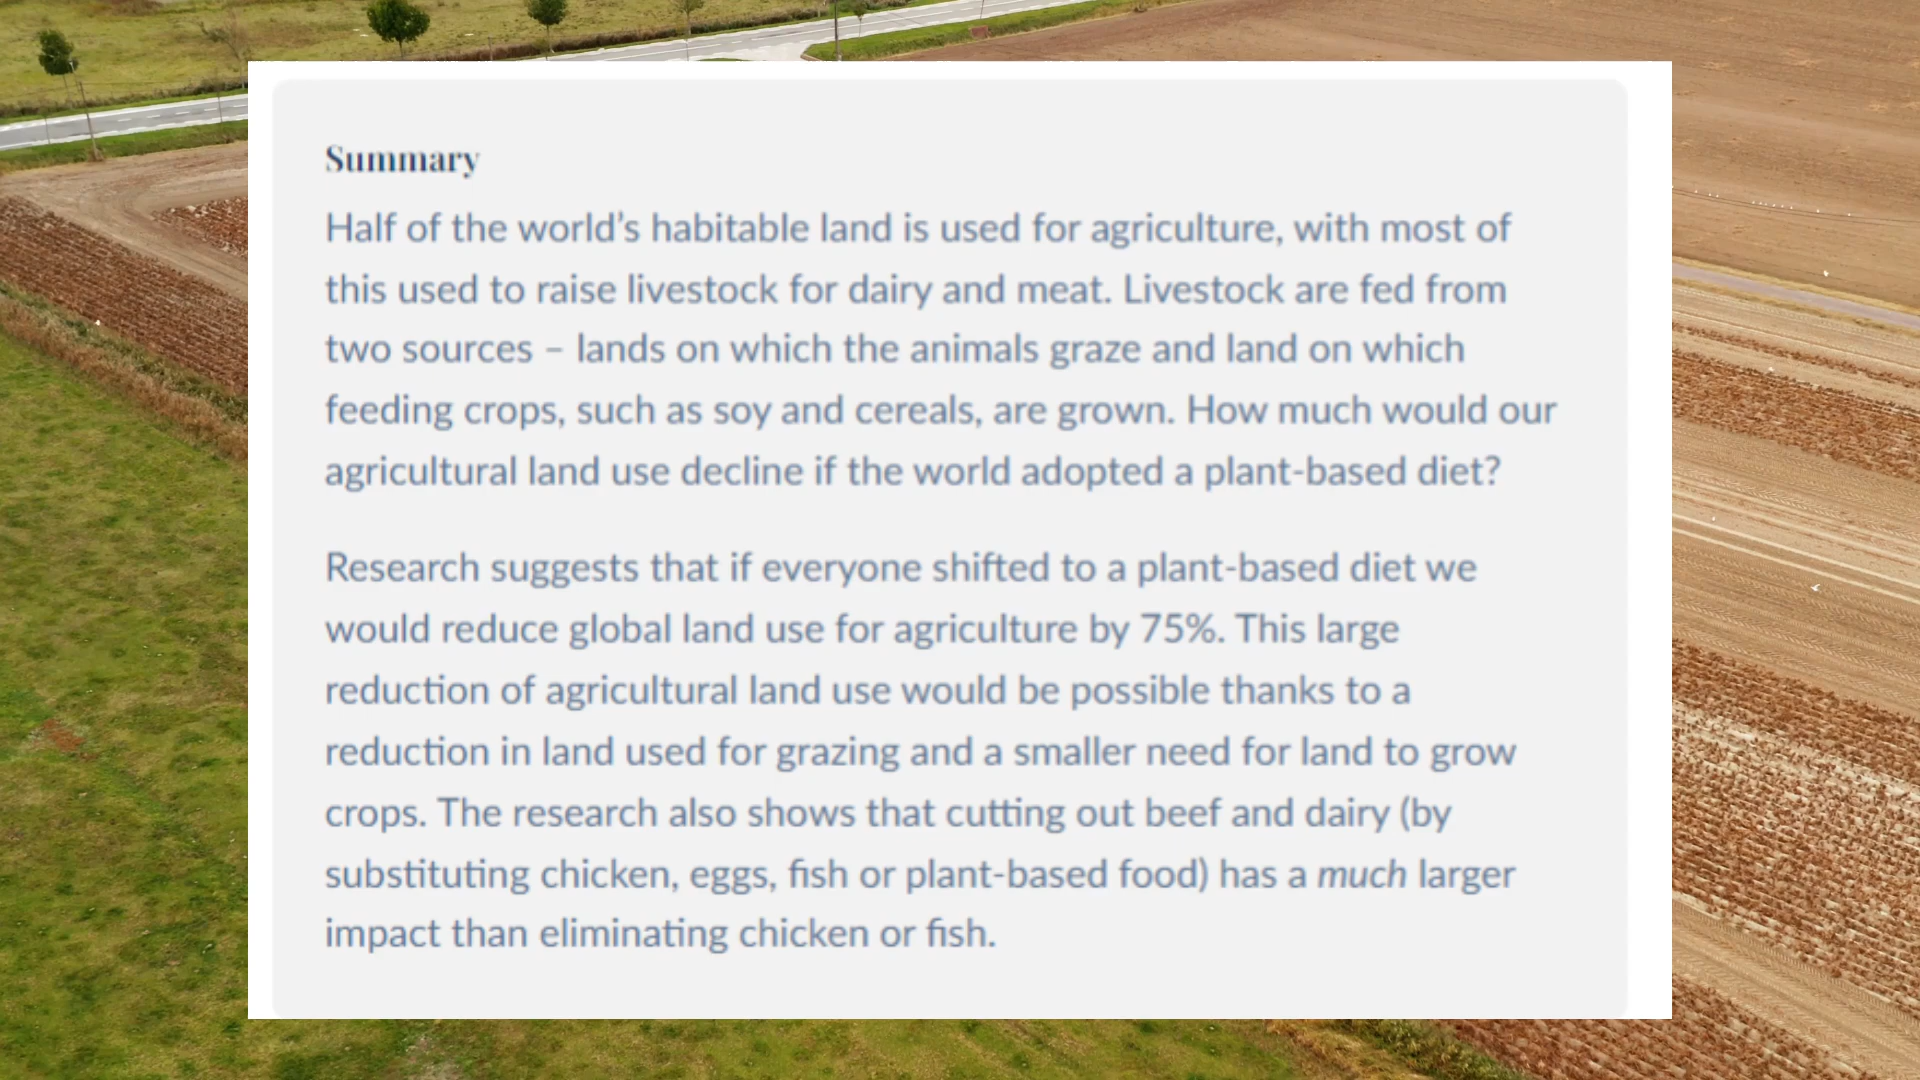 Summary
Half of the world’s habitable land is used for agriculture, with most of
this used to raise livestock for dairy and meat. Livestock are fed from
two sources – lands on which the animals graze and land on which
feeding crops, such as soy and cereals, are grown. How much would our
agricultural land use decline if the world adopted a plant-based diet?
Research suggests that if everyone shifted to a plant-based diet we
would reduce global land use for agriculture by 75%. This large
reduction of agricultural land use would be possible thanks to a
reduction in land used for grazing and a smaller need for land to grow
crops. The research also shows that cutting out beef and dairy (by
substituting chicken, eggs, fish or plant-based food) has a much larger
impact than eliminating chicken or fish.